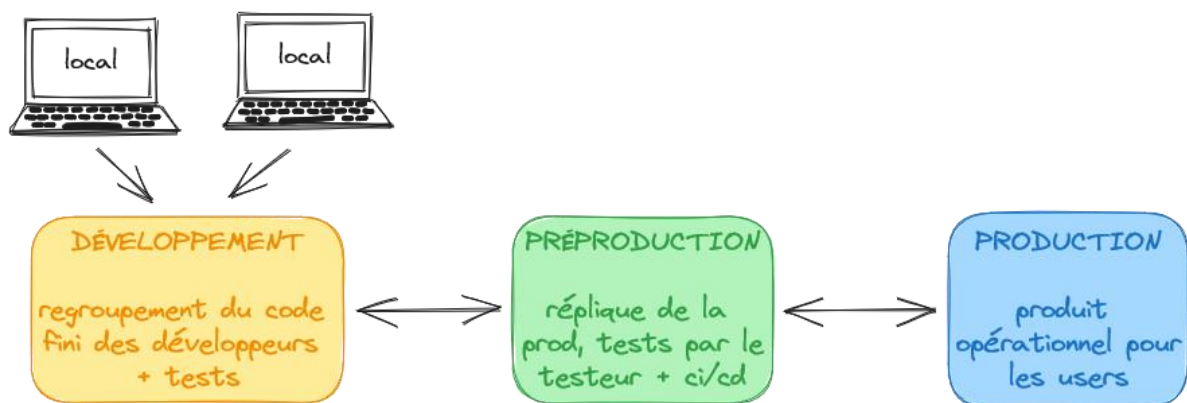 local
local
DÉVELOPPEMENT
regroupement du code
fini des développeurs
+ tests
PRÉPRODUCTION
réplique de la
prod, tests par le
testeur + ci/cd
PRODUCTION
produit
opérationnel pour
les users